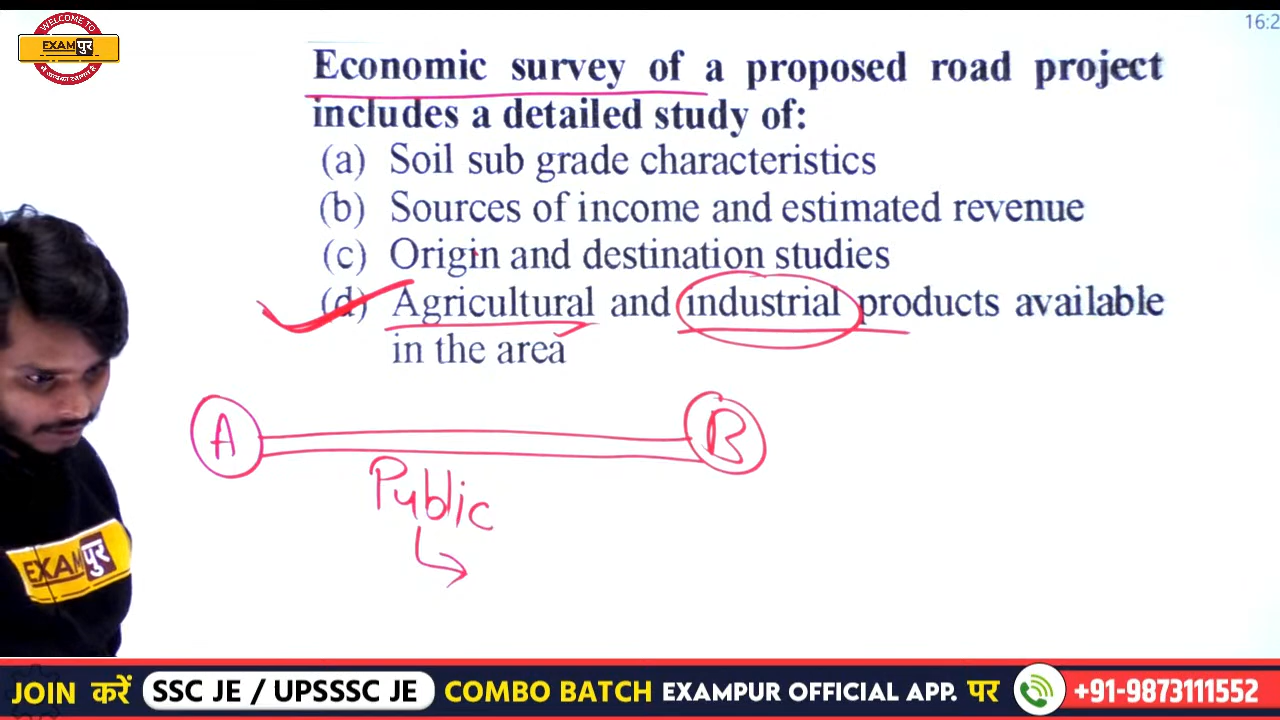 WELCOME TO
EXAMपुर
16:2
Economic survey of a proposed road project
includes a detailed study of:
(a) Soil sub grade characteristics
(b) Sources of income and estimated revenue
(c) Origin and destination studies
(d) Agricultural and industrial products available
in the area
A
B
Public
EXAMपुर
JOIN करें SSC JE / UPSSSC JE COMBO BATCH EXAMPUR OFFICIAL APP. पर +91-9873111552